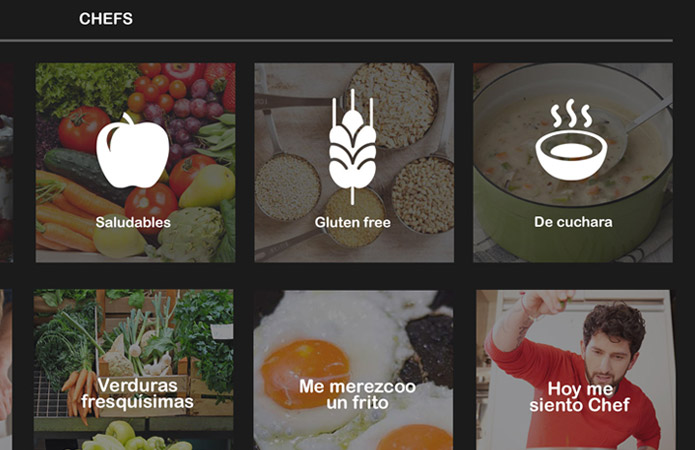 CHEFS
Saludables
Gluten free
De cuchara
Verduras
fresquísimas
Me merezcoo
un frito
Hoy me
siento Chef